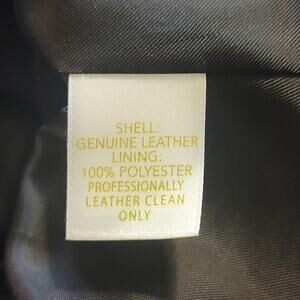 SHELL:
GENUINE LEATHER
LINING:
100% POLYESTER
PROFESSIONALLY
LEATHER CLEAN
ONLY